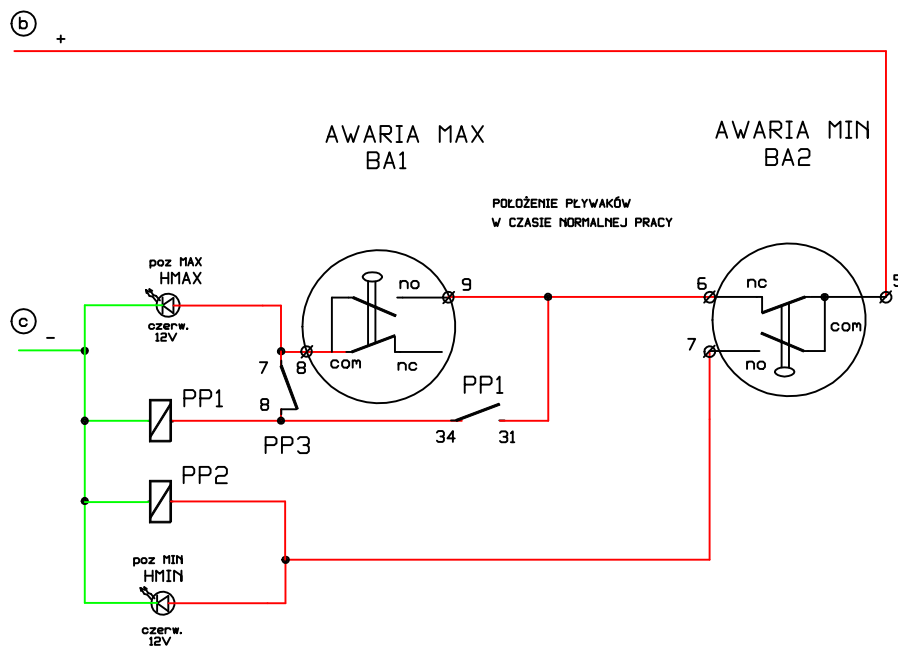 b
+
AWARIA MAX
BA1
AWARIA MIN
BA2
POŁOŻENIE PŁYWAKÓW
W CZASIE NORMALNEJ PRACY
poz MAX
HMAX
czerw.
12V
no
9
com
nc
6
nc
5
com
7
no
c
-
7
8
8
PP1
PP3
PP1
34
31
PP2
poz MIN
HMIN
czerw.
12V